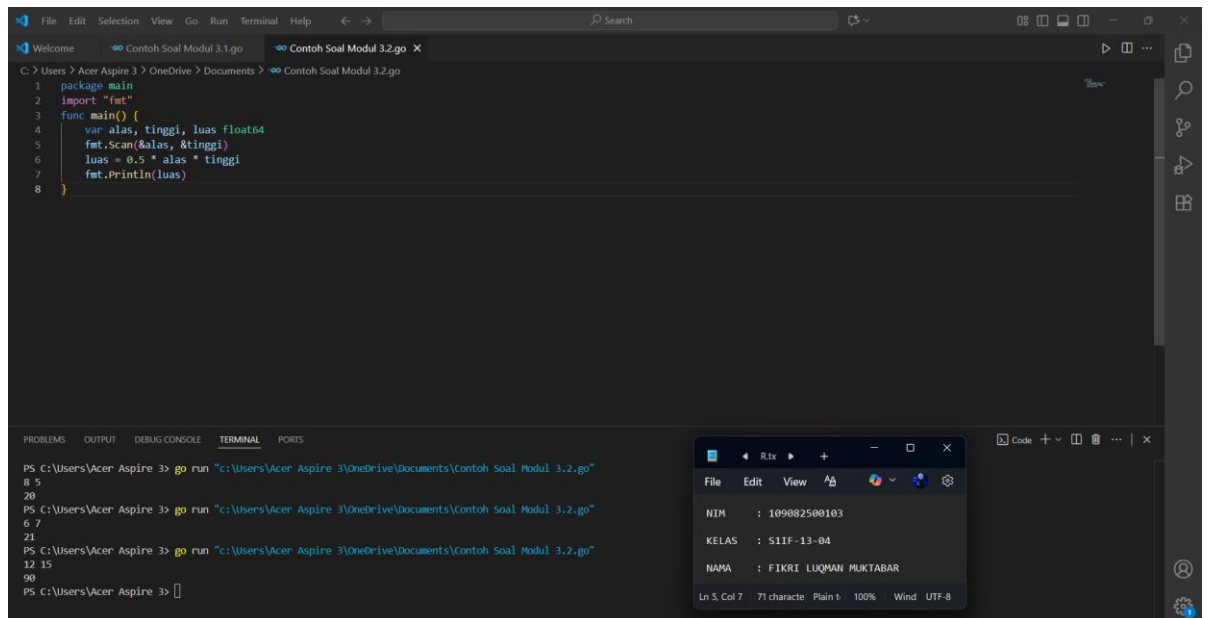 File Edit Selection View Go Run Terminal Help
Search
Welcome
Contoh Soal Modul 3.1.go
Contoh Soal Modul 3.2.go
C: > Users > Acer Aspire 3 > OneDrive > Documents > Contoh Soal Modul 3.2.go
1 package main
2 import "fmt"
3 func main() {
4 var alas, tinggi, luas float64
5 fmt.Scan(&alas, &tinggi)
6 luas = 0.5 * alas * tinggi
7 fmt.Println(luas)
8 }
PROBLEMS OUTPUT DEBUG CONSOLE TERMINAL PORTS
Code
PS C:\Users\Acer Aspire 3> go run "c:\Users\Acer Aspire 3\OneDrive\Documents\Contoh Soal Modul 3.2.go"
8 5
20
PS C:\Users\Acer Aspire 3> go run "c:\Users\Acer Aspire 3\OneDrive\Documents\Contoh Soal Modul 3.2.go"
6 7
21
PS C:\Users\Acer Aspire 3> go run "c:\Users\Acer Aspire 3\OneDrive\Documents\Contoh Soal Modul 3.2.go"
12 15
90
PS C:\Users\Acer Aspire 3>
R.tx
File Edit View
NIM : 109082500103
KELAS : S1IF-13-04
NAMA : FIKRI LUQMAN MUKTABAR
Ln 5, Col 7 71 characte Plain t 100% Wind UTF-8